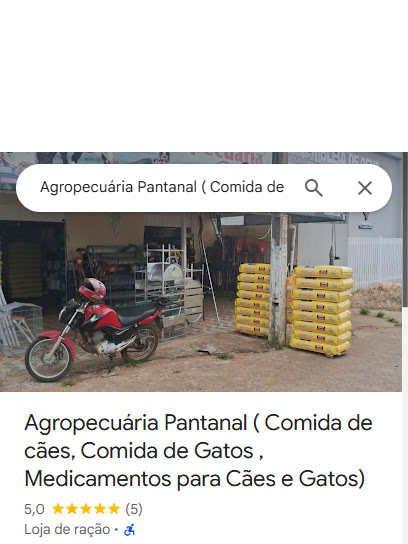 Agropecuária Pantanal ( Comida de
Agropecuária Pantanal ( Comida de
cães, Comida de Gatos ,
Medicamentos para Cães e Gatos)
5,0 (5)
Loja de ração ·